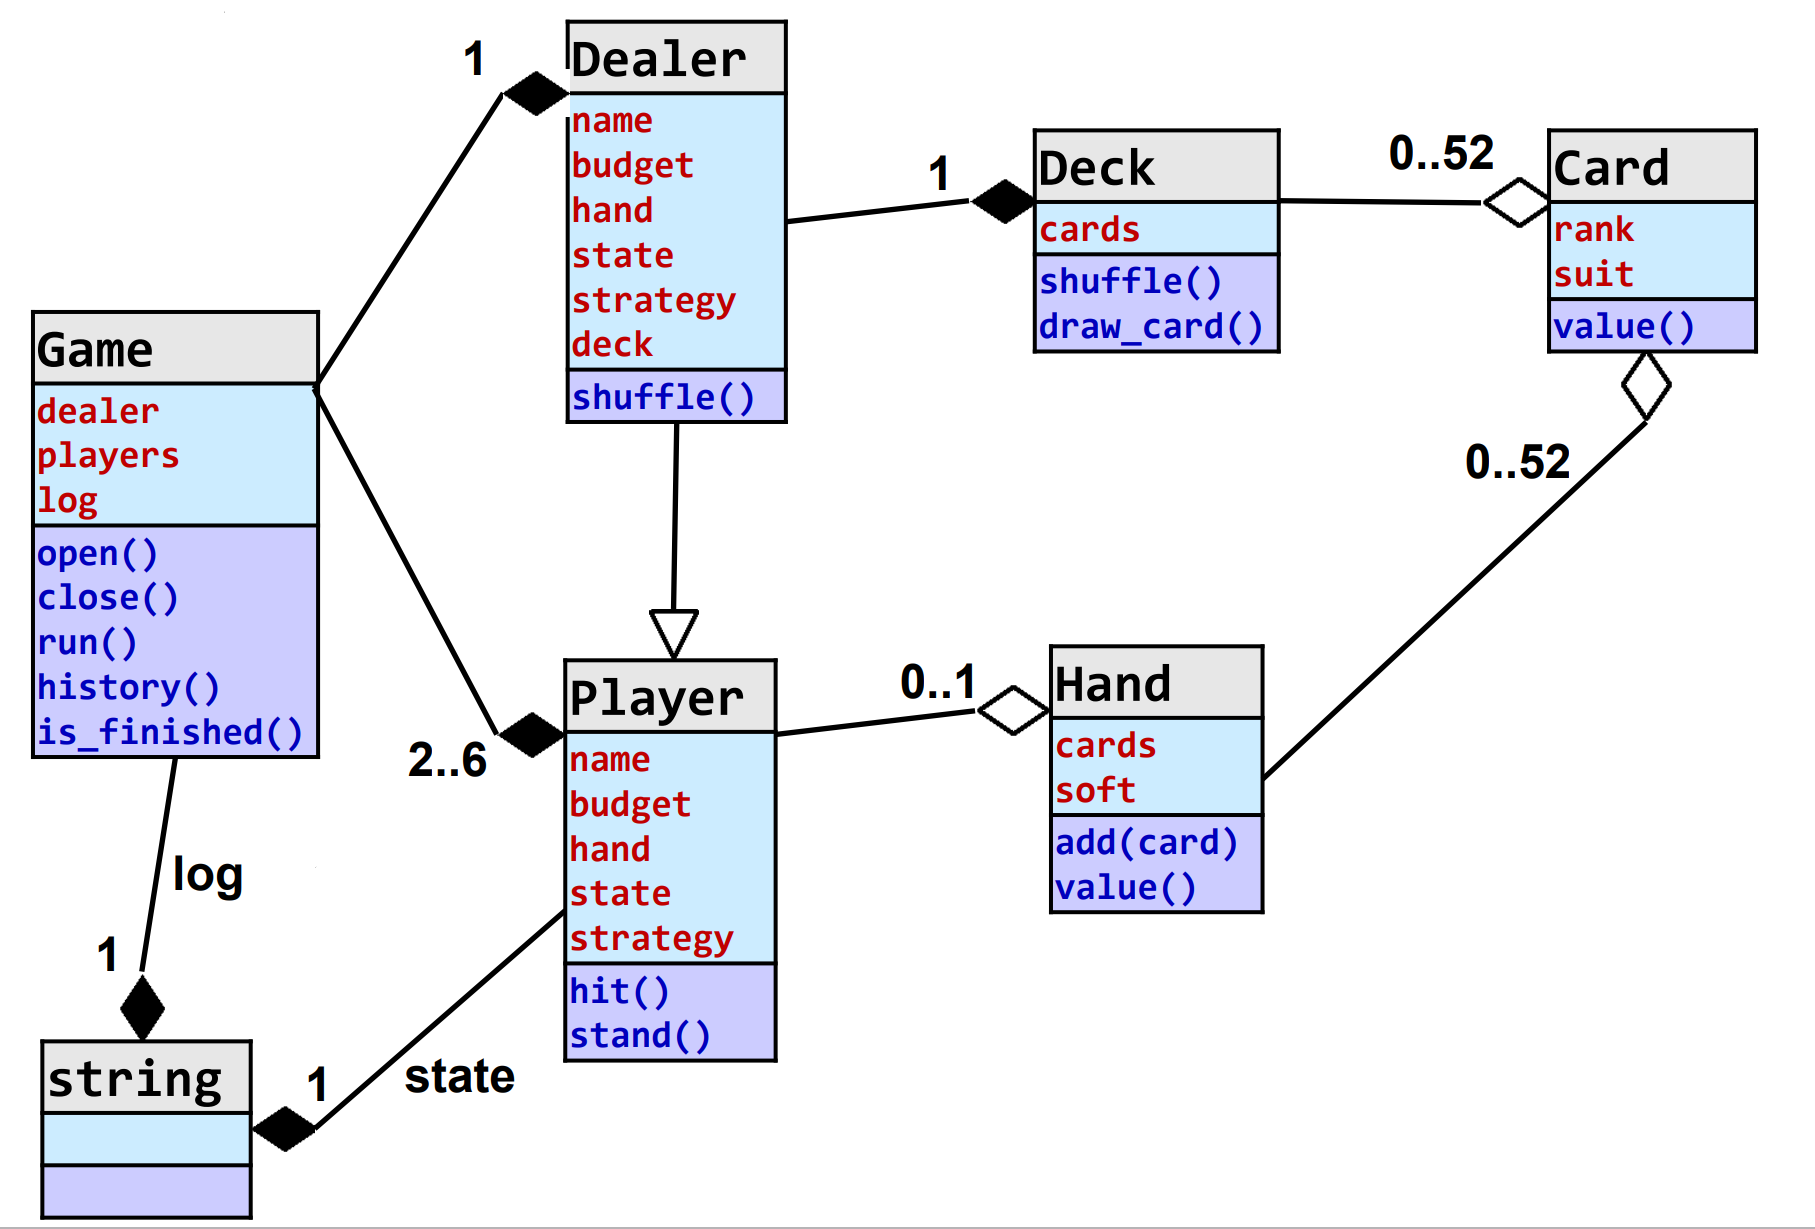 1
Dealer
name
budget
hand
state
strategy
deck
shuffle()
1
Deck
cards
shuffle()
draw_card()
0..52
Card
rank
suit
value()
Game
dealer
players
log
open()
close()
run()
history()
is_finished()
2..6
Player
name
budget
hand
state
strategy
hit()
stand()
0..1
Hand
cards
soft
add(card)
value()
0..52
log
1
string
1
state